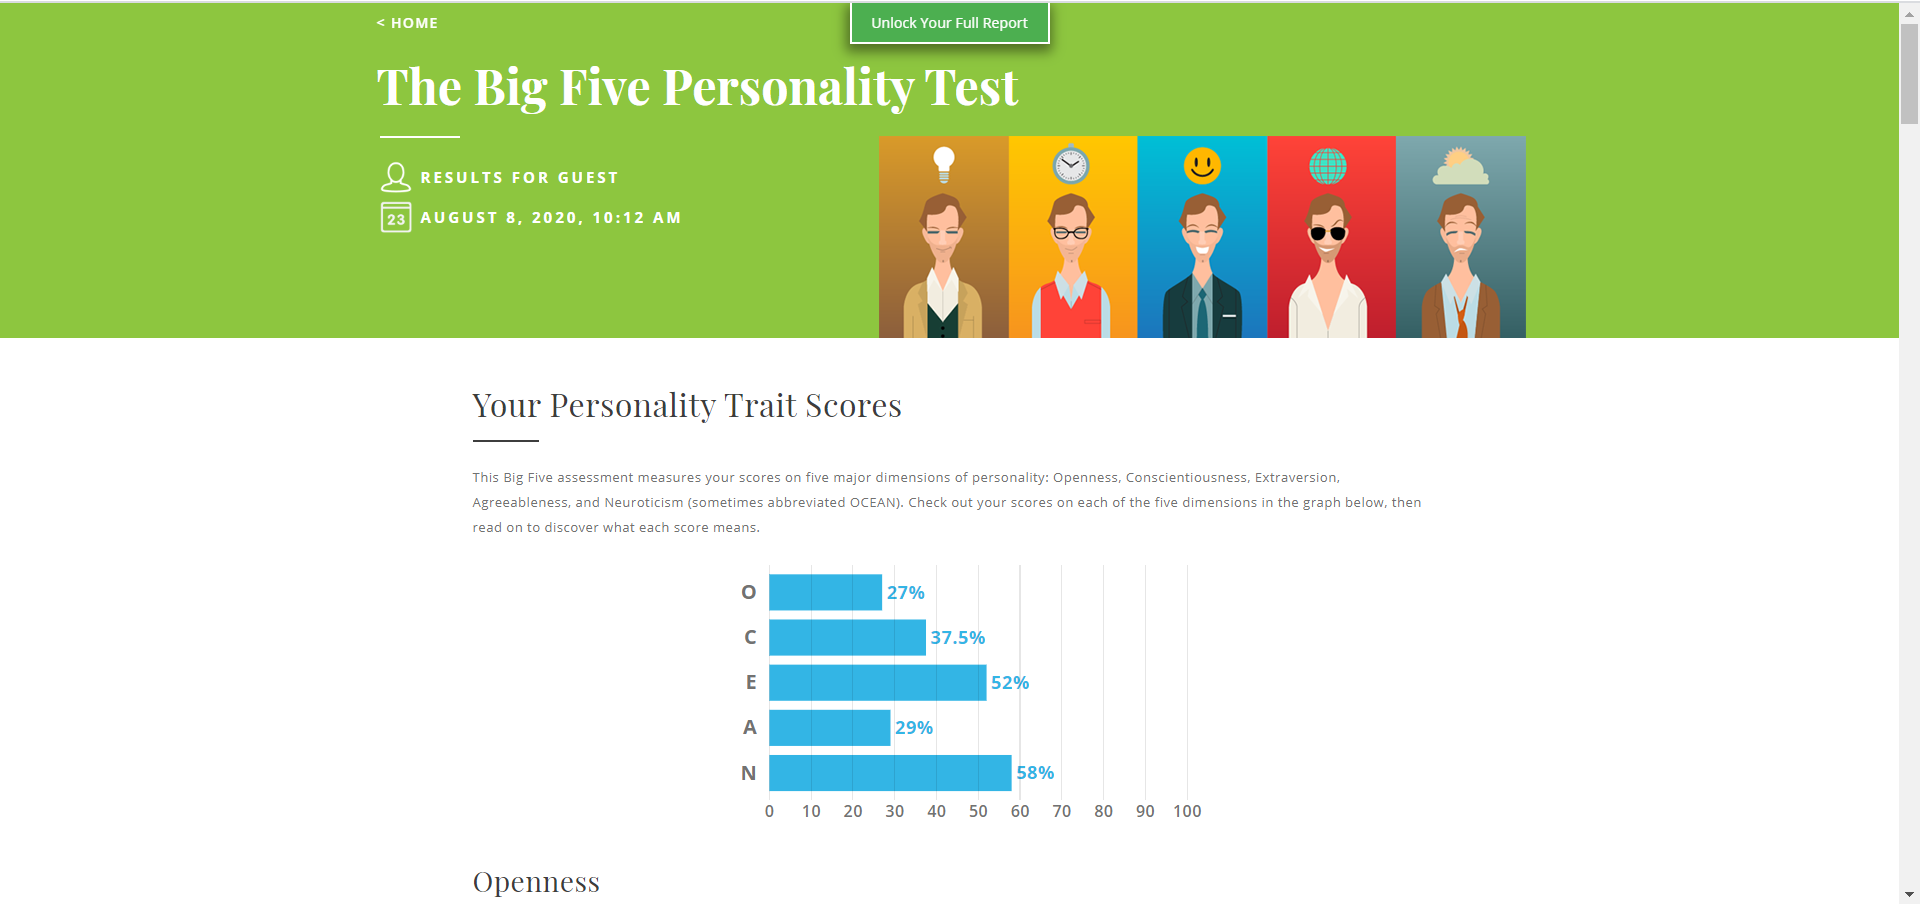 < HOME
Unlock Your Full Report
The Big Five Personality Test
RESULTS FOR GUEST
23 AUGUST 8, 2020, 10:12 AM
Your Personality Trait Scores
This Big Five assessment measures your scores on five major dimensions of personality: Openness, Conscientiousness, Extraversion,
Agreeableness, and Neuroticism (sometimes abbreviated OCEAN). Check out your scores on each of the five dimensions in the graph below, then
read on to discover what each score means.
O 27%
C 37.5%
E 52%
A 29%
N 58%
0 10 20 30 40 50 60 70 80 90 100
Openness